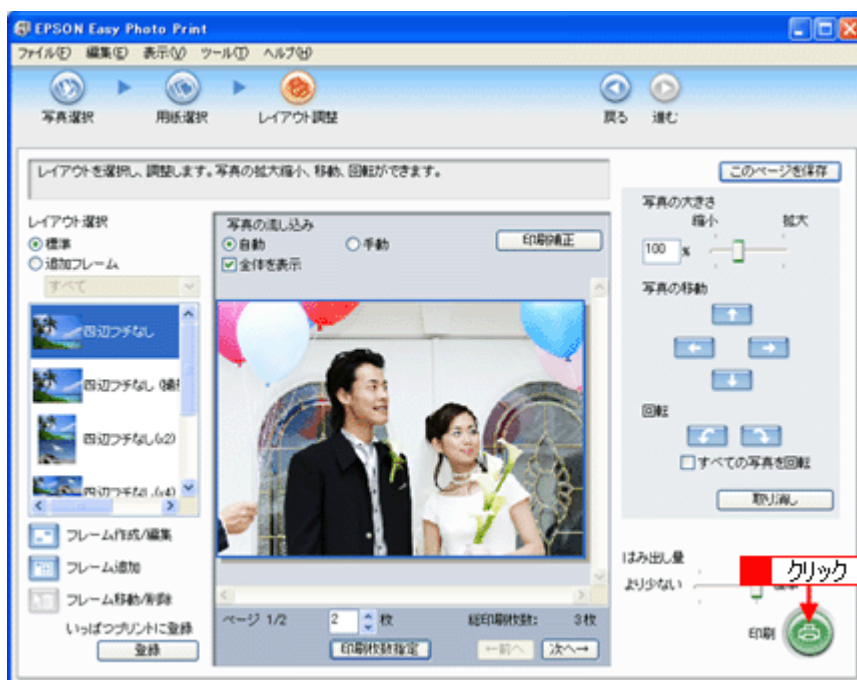 EPSON Easy Photo Print
ファイル(F) 編集(E) 表示(V) ツール(T) ヘルプ(H)
写真選択 用紙選択 レイアウト調整 戻る 進む
レイアウトを選択し、調整します。写真の拡大縮小、移動、回転ができます。
このページを保存
レイアウト選択
標準
追加フレーム
すべて
四辺フチなし
四辺フチなし
四辺フチなし(x2)
四辺フチなし(x4)
フレーム作成/編集
フレーム追加
フレーム移動/削除
いっぱつプリントに登録
登録
写真の流し込み
自動 手動
全体を表示
印刷補正
ページ 1/2 2 枚 総印刷枚数: 3枚
印刷枚数指定 ←前へ 次へ→
写真の大きさ
縮小 拡大
100 %
写真の移動
回転
すべての写真を回転
取り消し
はみ出し量
より少ない
クリック
印刷